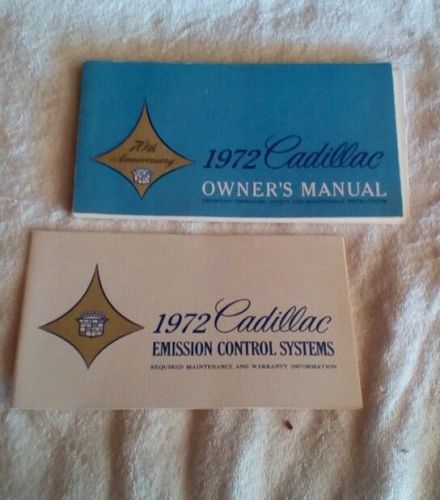 70th
Anniversary
1972 Cadillac
OWNER'S MANUAL
IMPORTANT OPERATING, SAFETY AND MAINTENANCE INSTRUCTIONS
1972 Cadillac
EMISSION CONTROL SYSTEMS
REQUIRED MAINTENANCE AND WARRANTY INFORMATION